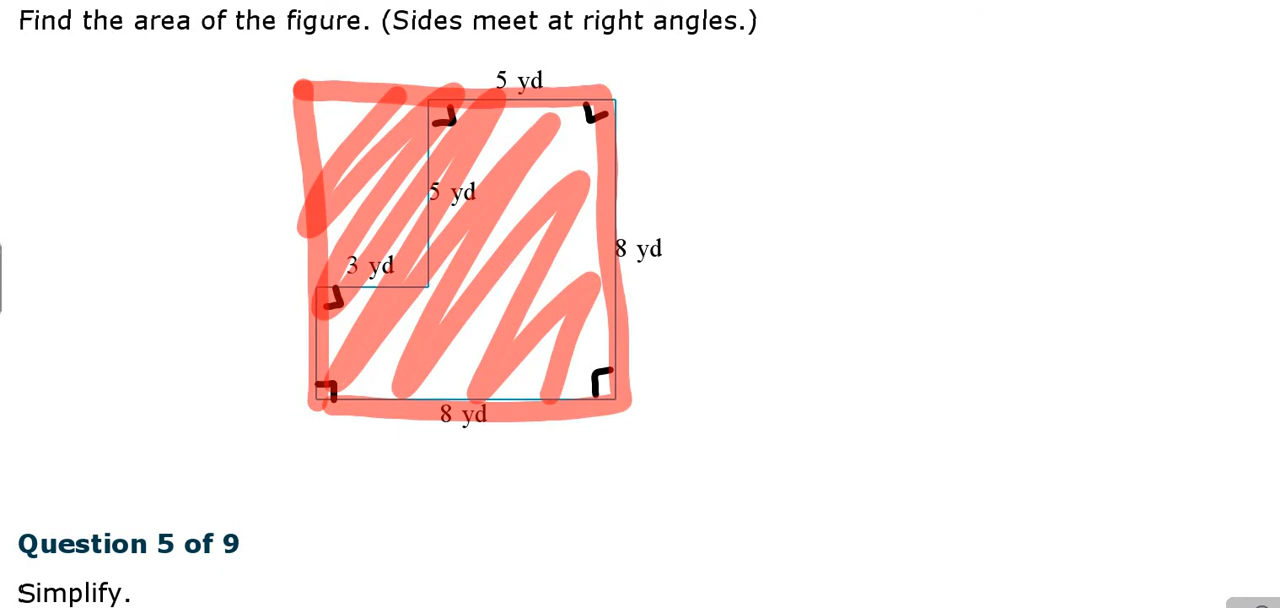 Find the area of the figure. (Sides meet at right angles.)
5 yd
5 yd
8 yd
3 yd
8 yd
Question 5 of 9
Simplify.